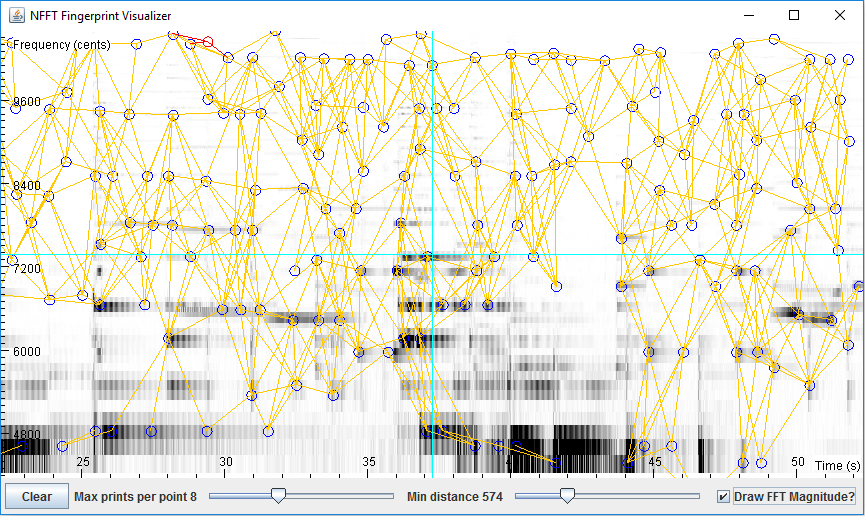 NFFT Fingerprint Visualizer
Frequency (cents)
9600
8400
7200
6000
4800
25 30 35 40 45 50 Time (s)
Clear Max prints per point 8 Min distance 574 Draw FFT Magnitude?